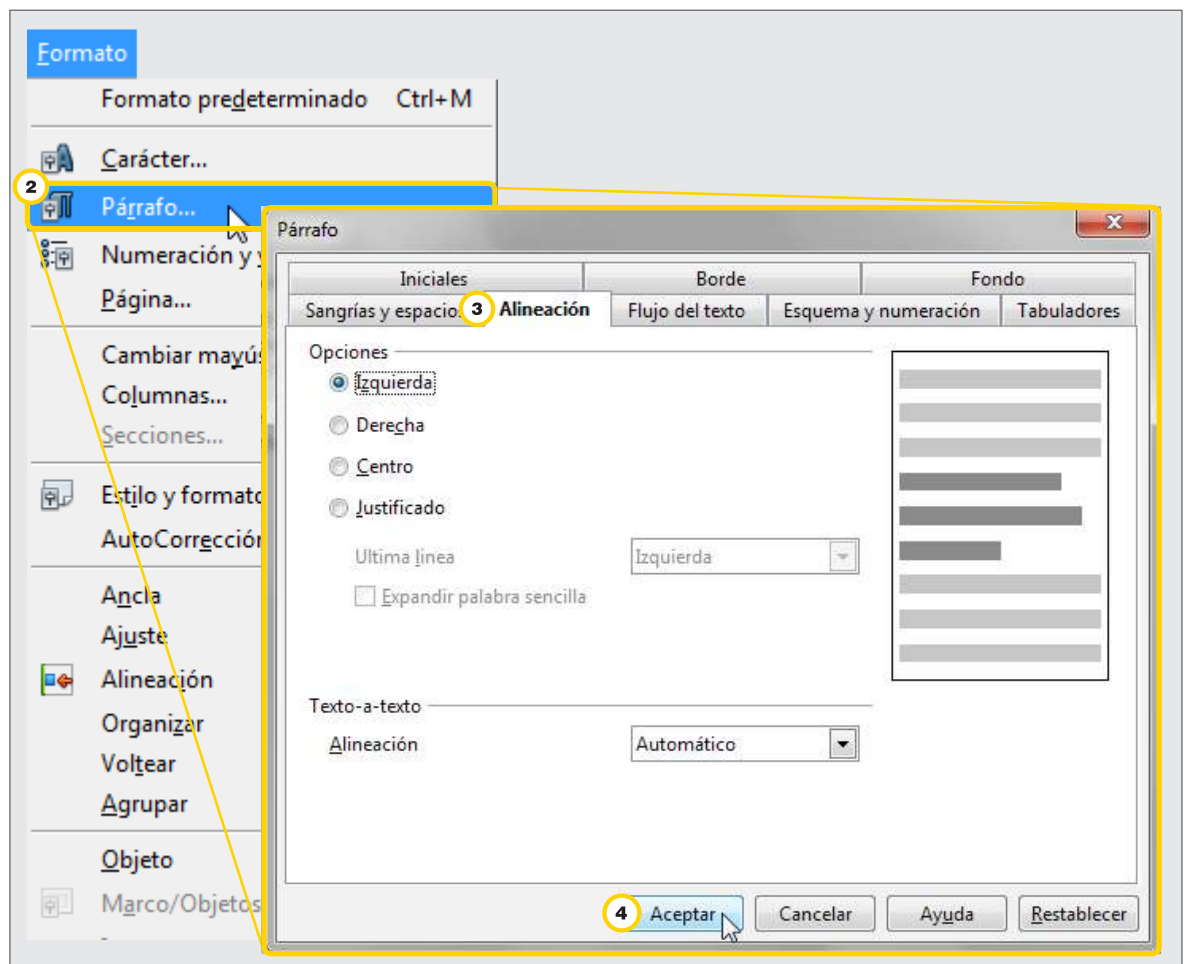 Formato
Formato predeterminado Ctrl+M
Carácter...
2
Párrafo...
Numeración y
Página...
Cambiar mayús
Columnas...
Secciones...
Estilo y formato
AutoCorrección
Ancla
Ajuste
Alineación
Organizar
Voltear
Agrupar
Objeto
Marco/Objetos
Párrafo
Iniciales Borde Fondo
Sangrías y espacio 3 Alineación Flujo del texto Esquema y numeración Tabuladores
Opciones
Izquierda
Derecha
Centro
Justificado
Ultima línea Izquierda
Expandir palabra sencilla
Texto-a-texto
Alineación Automático
4 Aceptar Cancelar Ayuda Restablecer